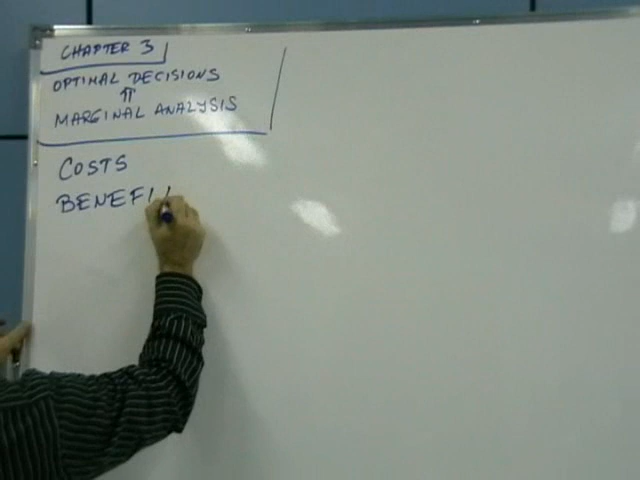 CHAPTER 3
OPTIMAL DECISIONS
⇑
MARGINAL ANALYSIS
COSTS
BENEFI